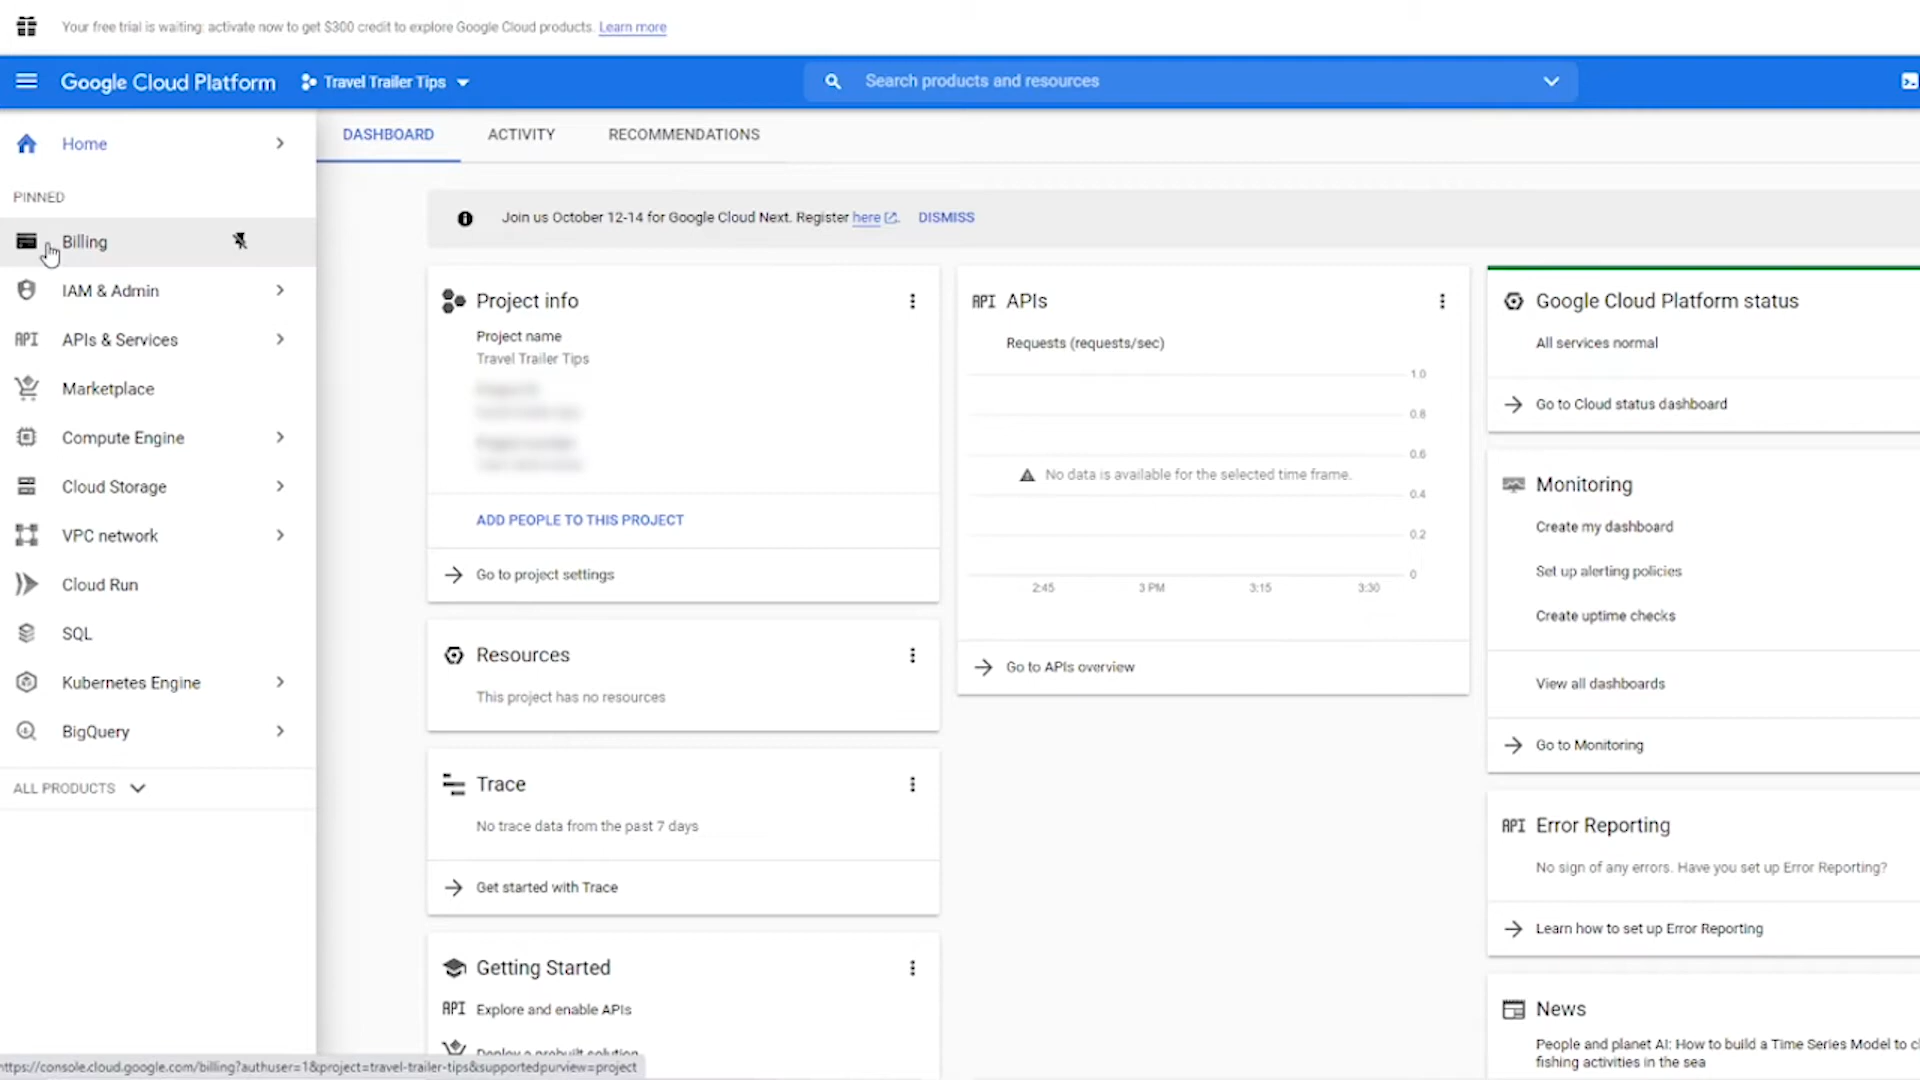 Your free trial is waiting: activate now to get $300 credit to explore Google Cloud products. Learn more
Google Cloud Platform
Travel Trailer Tips
Search products and resources
Home
PINNED
Billing
IAM & Admin
API APIs & Services
Marketplace
Compute Engine
Cloud Storage
VPC network
Cloud Run
SQL
Kubernetes Engine
BigQuery
ALL PRODUCTS
DASHBOARD
ACTIVITY
RECOMMENDATIONS
Join us October 12-14 for Google Cloud Next. Register here. DISMISS
Project info
Project name
Travel Trailer Tips
ADD PEOPLE TO THIS PROJECT
Go to project settings
Resources
This project has no resources
Trace
No trace data from the past 7 days
Get started with Trace
Getting Started
API Explore and enable APIs
Deploy a prebuilt solution
API APIs
Requests (requests/sec)
1.0
0.8
0.6
No data is available for the selected time frame.
0.4
0.2
0
2:45 3 PM 3:15 3:30
Go to APIs overview
Google Cloud Platform status
All services normal
Go to Cloud status dashboard
Monitoring
Create my dashboard
Set up alerting policies
Create uptime checks
View all dashboards
Go to Monitoring
API Error Reporting
No sign of any errors. Have you set up Error Reporting?
Learn how to set up Error Reporting
News
People and planet AI: How to build a Time Series Model to cl
fishing activities in the sea
https://console.cloud.google.com/billing?authuser=1&project=travel-trailer-tips&supportedpurview=project